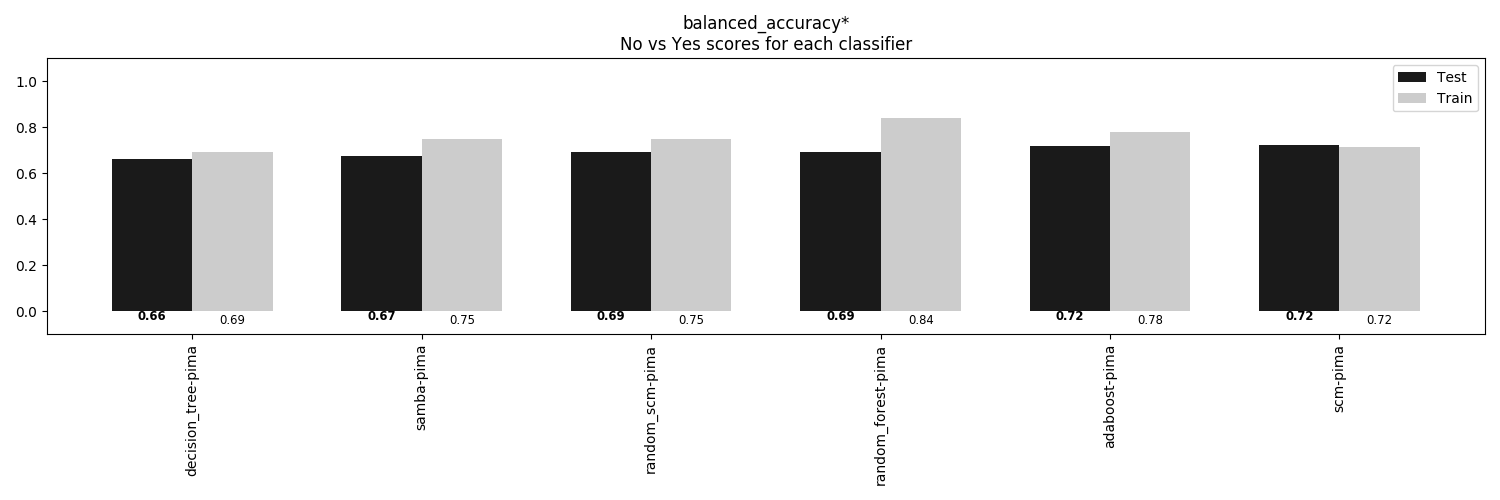 balanced_accuracy*
No vs Yes scores for each classifier
Test
Train
1.0
0.8
0.6
0.4
0.2
0.0
0.66 0.69 0.67 0.75 0.69 0.75 0.69 0.84 0.72 0.78 0.72 0.72
decision_tree-pima
samba-pima
random_scm-pima
random_forest-pima
adaboost-pima
scm-pima